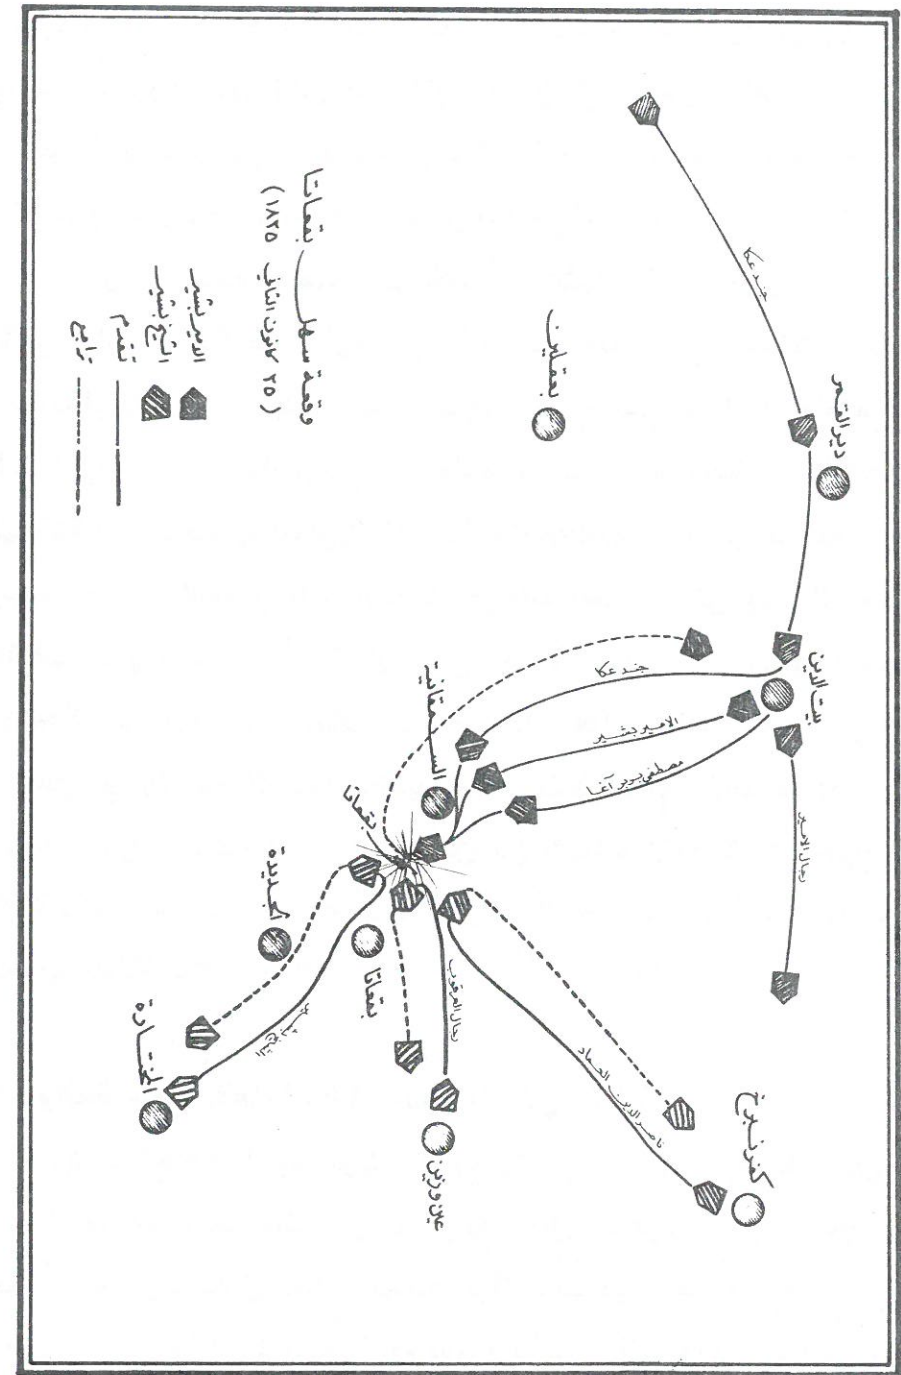 وقعة سهل بقعاتا
( ٢٥ كانون الثاني ١٨٢٥ )
الامير بشير
الشيخ بشير
تقدم
تراجع
بعقلين
جند عكا
دير القمر
بيت الدين
جند عكا
الامير بشير
مصطفى بربر آغا
رجال الامير
السمقانية
بقعاتا
الجديدة
بقعاتا
المختارة
الشيخ بشير
رجال العرقوب
عين وزين
ناصر الدين العماد
كفرنبرخ